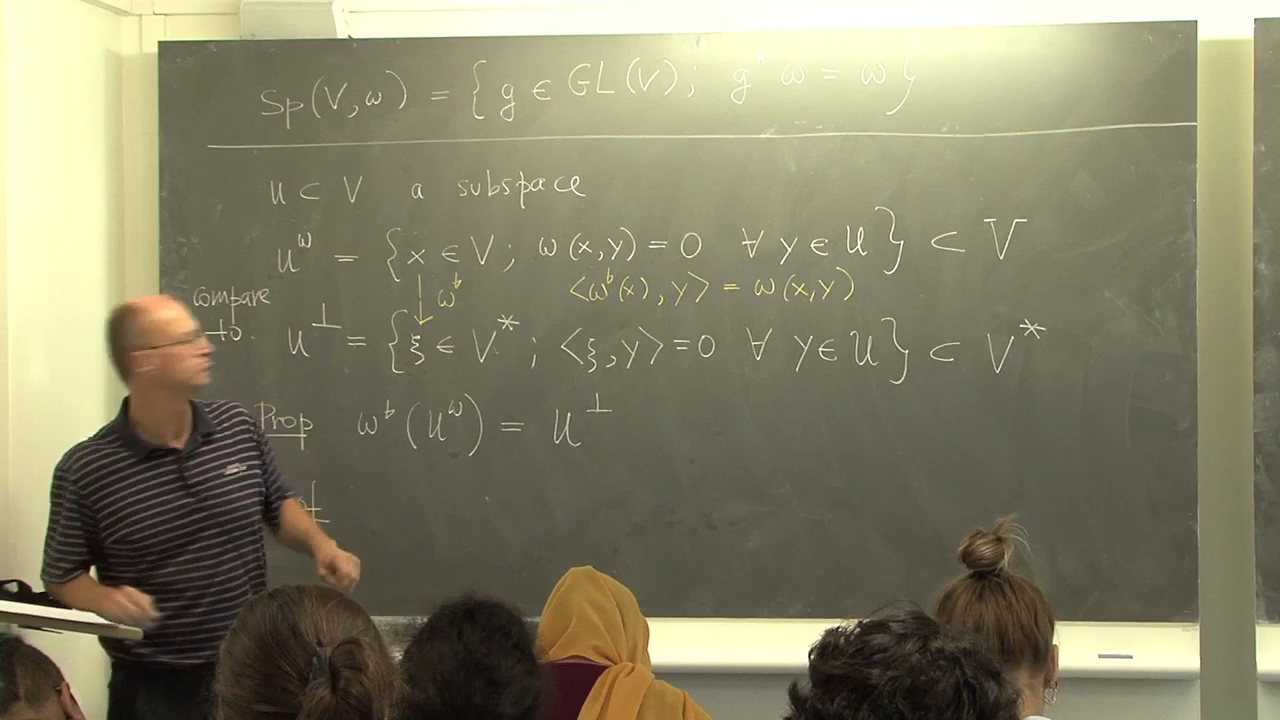 Sp(V, ω) = { g ∈ GL(V) ; g* ω = ω }
U ⊂ V a subspace
U^ω = { x ∈ V ; ω(x,y) = 0 ∀ y ∈ U } ⊂ V
ω^b <ω^b(x), y> = ω(x,y)
compare
to. U^⊥ = { ξ ∈ V* ; <ξ,y> = 0 ∀ y ∈ U } ⊂ V*
Prop ω^b(U^ω) = U^⊥